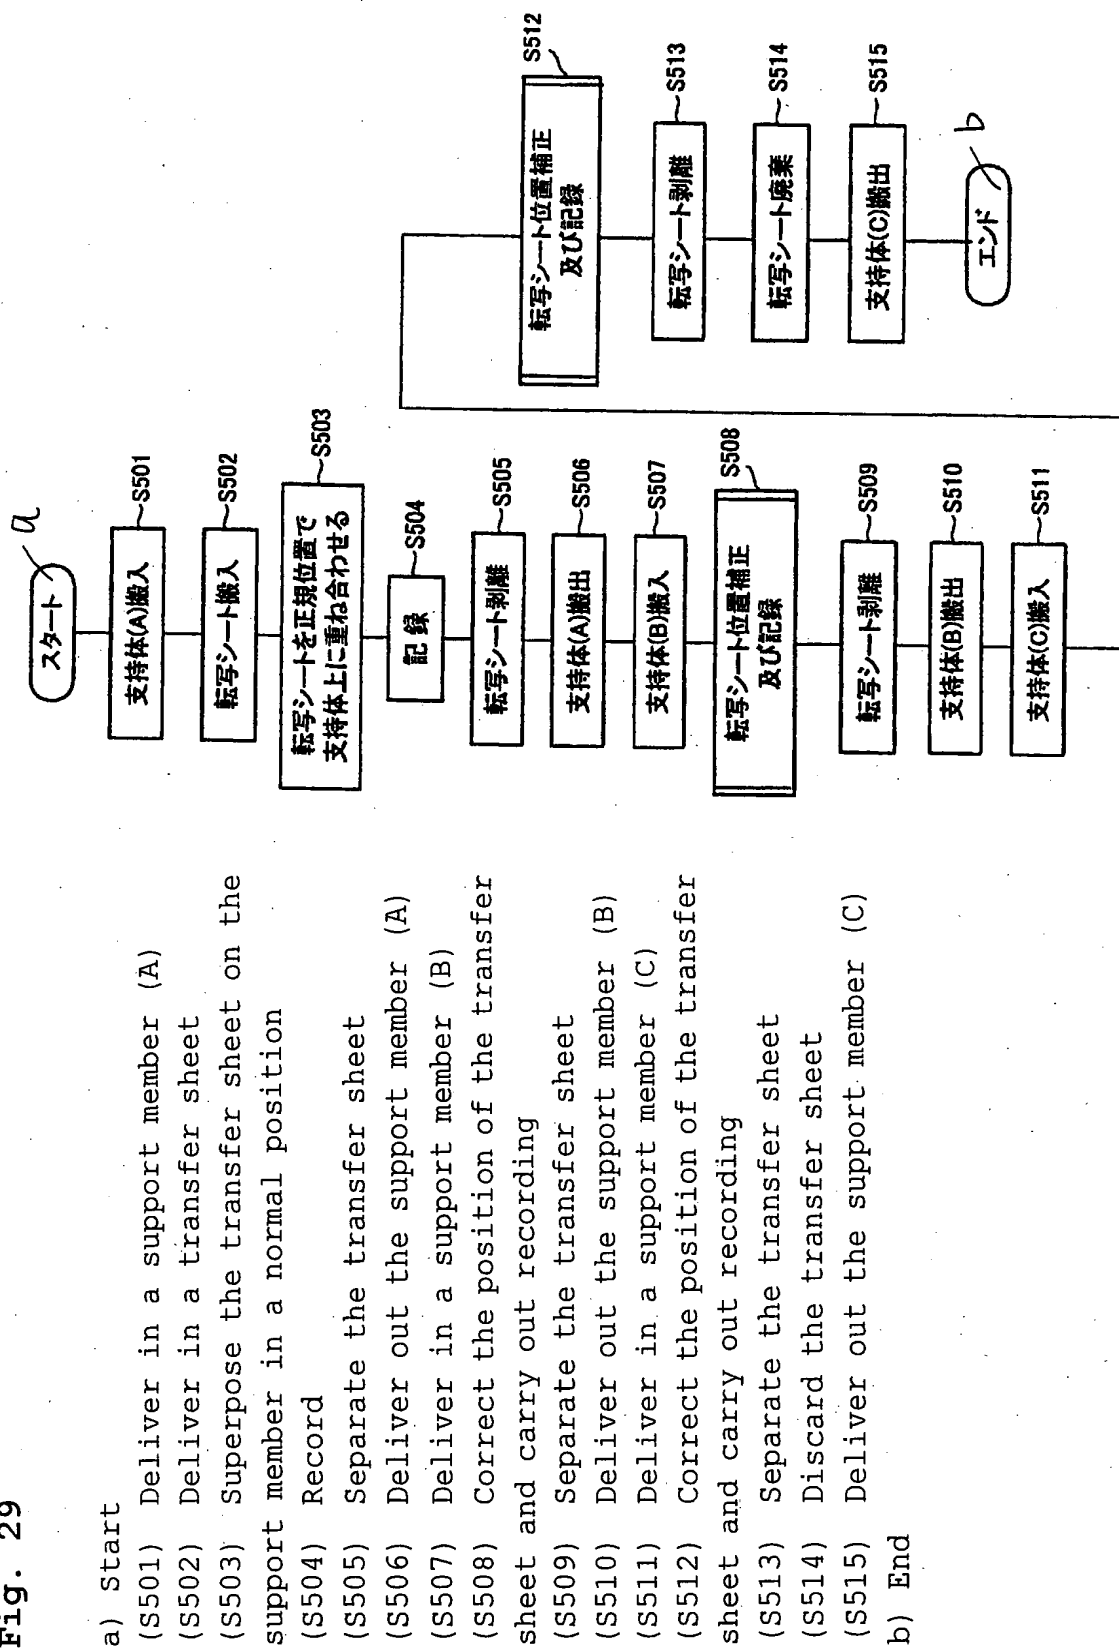 Fig. 29
a) Start
(S501) Deliver in a support member (A)
(S502) Deliver in a transfer sheet
(S503) Superpose the transfer sheet on the
support member in a normal position
(S504) Record
(S505) Separate the transfer sheet
(S506) Deliver out the support member (A)
(S507) Deliver in a support member (B)
(S508) Correct the position of the transfer
sheet and carry out recording
(S509) Separate the transfer sheet
(S510) Deliver out the support member (B)
(S511) Deliver in a support member (C)
(S512) Correct the position of the transfer
sheet and carry out recording
(S513) Separate the transfer sheet
(S514) Discard the transfer sheet
(S515) Deliver out the support member (C)
b) End
スタート
a
支持体(A)搬入
S501
転写シート搬入
S502
転写シートを正規位置で
支持体上に重ね合わせる
S503
記録
S504
転写シート剥離
S505
支持体(A)搬出
S506
支持体(B)搬入
S507
転写シート位置補正
及び記録
S508
転写シート剥離
S509
支持体(B)搬出
S510
支持体(C)搬入
S511
転写シート位置補正
及び記録
S512
転写シート剥離
S513
転写シート廃棄
S514
支持体(C)搬出
S515
エンド
b